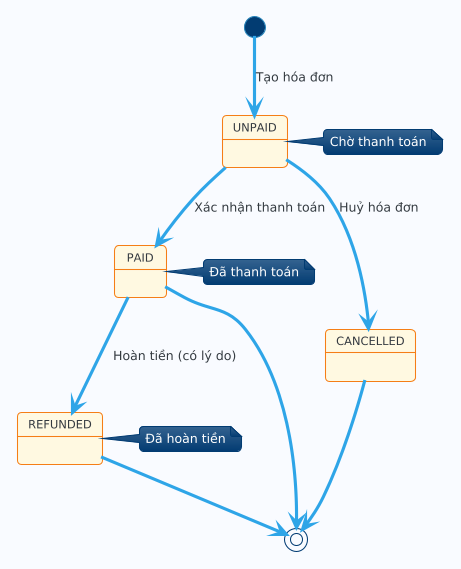 Tạo hóa đơn
UNPAID
Chờ thanh toán
Xác nhận thanh toán
Huỷ hóa đơn
PAID
Đã thanh toán
CANCELLED
Hoàn tiền (có lý do)
REFUNDED
Đã hoàn tiền